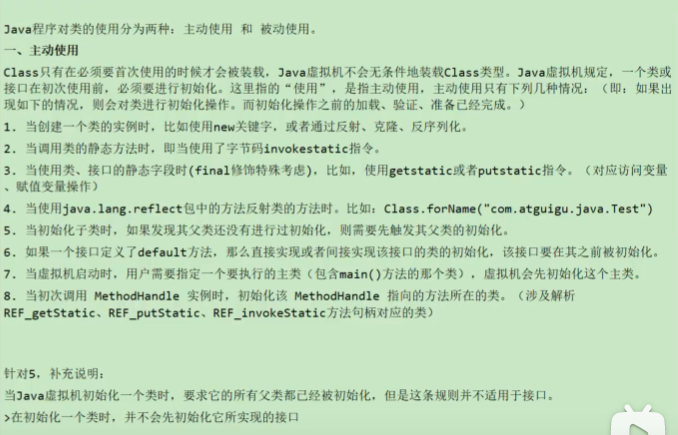 Java程序对类的使用分为两种：主动使用 和 被动使用。
一、主动使用
Class只有在必须要首次使用的时候才会被装载，Java虚拟机不会无条件地装载Class类型。Java虚拟机规定，一个类或
接口在初次使用前，必须要进行初始化。这里指的“使用”，是指主动使用，主动使用只有下列几种情况：（即：如果出
现如下的情况，则会对类进行初始化操作。而初始化操作之前的加载、验证、准备已经完成。）
1. 当创建一个类的实例时，比如使用new关键字，或者通过反射、克隆、反序列化。
2. 当调用类的静态方法时，即当使用了字节码invokestatic指令。
3. 当使用类、接口的静态字段时(final修饰特殊考虑)，比如，使用getstatic或者putstatic指令。（对应访问变量
、赋值变量操作）
4. 当使用java.lang.reflect包中的方法反射类的方法时。比如：Class.forName("com.atguigu.java.Test")
5. 当初始化子类时，如果发现其父类还没有进行过初始化，则需要先触发其父类的初始化。
6. 如果一个接口定义了default方法，那么直接实现或者间接实现该接口的类的初始化，该接口要在其之前被初始化。
7. 当虚拟机启动时，用户需要指定一个要执行的主类（包含main()方法的那个类），虚拟机会先初始化这个主类。
8. 当初次调用 MethodHandle 实例时，初始化该 MethodHandle 指向的方法所在的类。（涉及解析
REF_getStatic、REF_putStatic、REF_invokeStatic方法句柄对应的类）
针对5，补充说明：
当Java虚拟机初始化一个类时，要求它的所有父类都已经被初始化，但是这条规则并不适用于接口。
>在初始化一个类时，并不会先初始化它所实现的接口